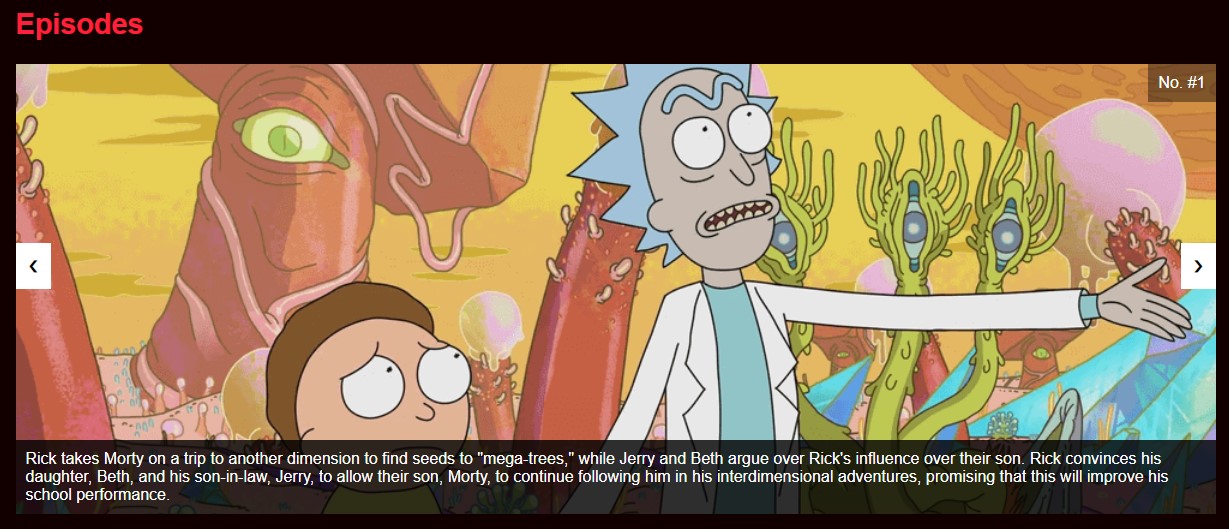 Episodes
No. #1
‹
›
Rick takes Morty on a trip to another dimension to find seeds to "mega-trees," while Jerry and Beth argue over Rick's influence over their son. Rick convinces his
daughter, Beth, and his son-in-law, Jerry, to allow their son, Morty, to continue following him in his interdimensional adventures, promising that this will improve his
school performance.